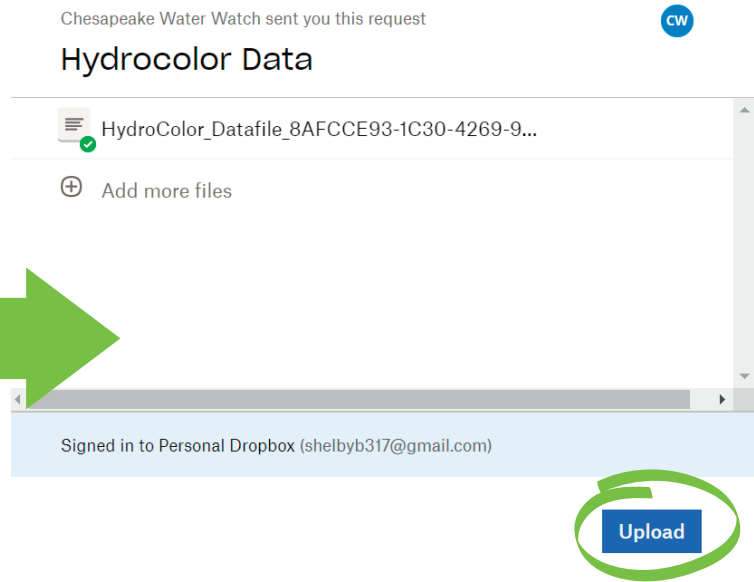 Chesapeake Water Watch sent you this request
CW
Hydrocolor Data
HydroColor_Datafile_8AFCCE93-1C30-4269-9...
Add more files
Signed in to Personal Dropbox (shelbyb317@gmail.com)
Upload